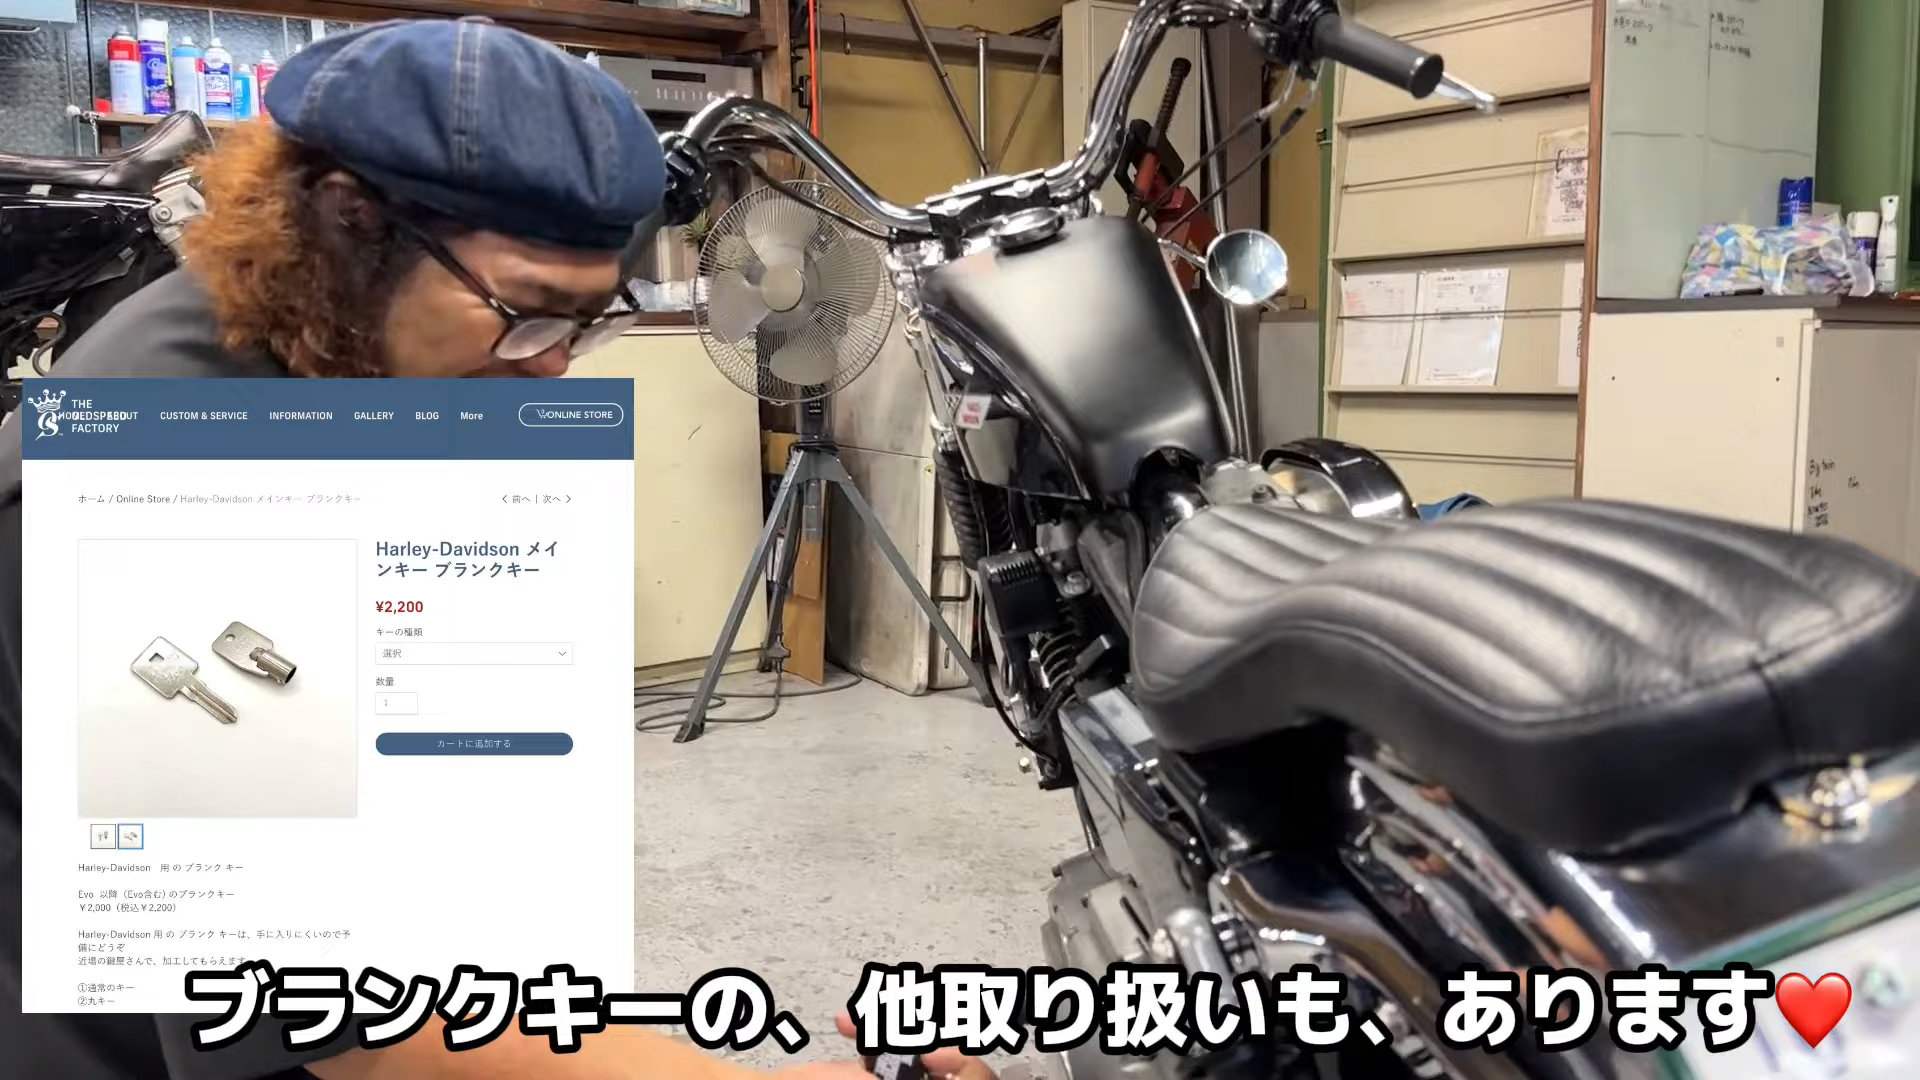 THE
MEDSPEED
FACTORY
HOME
ABOUT
CUSTOM & SERVICE
INFORMATION
GALLERY
BLOG
More
ONLINE STORE
ホーム / Online Store / Harley-Davidson メインキー ブランクキー
前へ | 次へ
Harley-Davidson メイ
ンキー ブランクキー
¥2,200
キーの種類
選択
数量
1
カートに追加する
Harley-Davidson 用 の ブランク キー
Evo 以降（Evo含む) のブランクキー
￥2,000（税込￥2,200）
Harley-Davidson 用 の ブランク キーは、手に入りにくいので予
備にどうぞ
近場の鍵屋さんで、加工してもらえます
①通常のキー
②丸キー
ブランクキーの、他取り扱いも、あります❤️